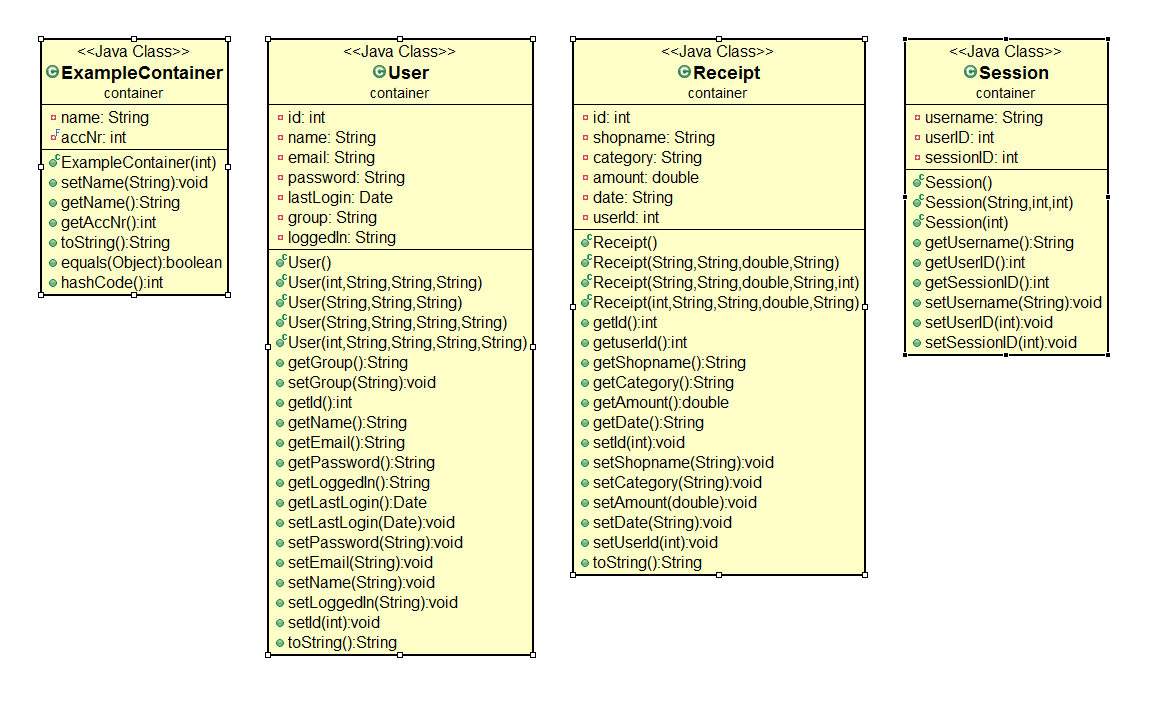 <<Java Class>>
ExampleContainer
container
name: String
accNr: int
ExampleContainer(int)
setName(String):void
getName():String
getAccNr():int
toString():String
equals(Object):boolean
hashCode():int
<<Java Class>>
User
container
id: int
name: String
email: String
password: String
lastLogin: Date
group: String
loggedIn: String
User()
User(int,String,String,String)
User(String,String,String)
User(String,String,String,String)
User(int,String,String,String,String)
getGroup():String
setGroup(String):void
getId():int
getName():String
getEmail():String
getPassword():String
getLoggedIn():String
getLastLogin():Date
setLastLogin(Date):void
setPassword(String):void
setEmail(String):void
setName(String):void
setLoggedIn(String):void
setId(int):void
toString():String
<<Java Class>>
Receipt
container
id: int
shopname: String
category: String
amount: double
date: String
userId: int
Receipt()
Receipt(String,String,double,String)
Receipt(String,String,double,String,int)
Receipt(int,String,String,double,String)
getId():int
getuserId():int
getShopname():String
getCategory():String
getAmount():double
getDate():String
setId(int):void
setShopname(String):void
setCategory(String):void
setAmount(double):void
setDate(String):void
setUserId(int):void
toString():String
<<Java Class>>
Session
container
username: String
userID: int
sessionID: int
Session()
Session(String,int,int)
Session(int)
getUsername():String
getUserID():int
getSessionID():int
setUsername(String):void
setUserID(int):void
setSessionID(int):void